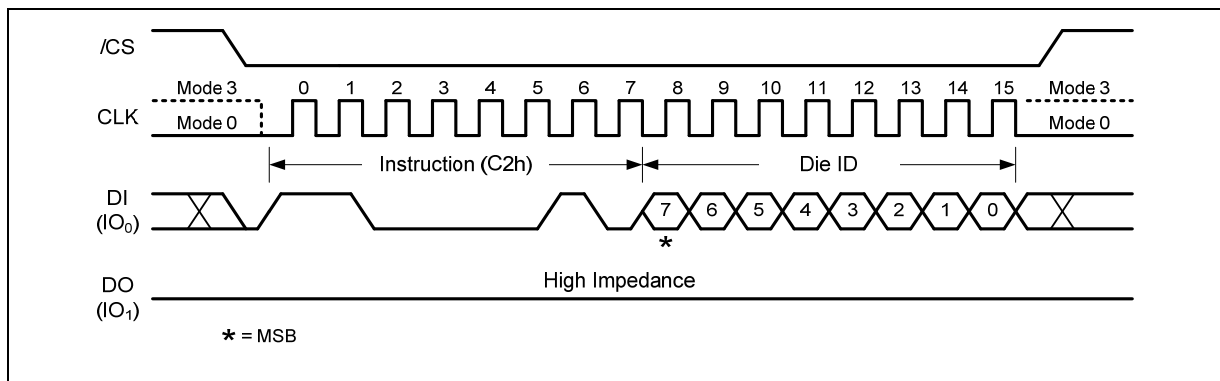 /CS
Mode 3 0 1 2 3 4 5 6 7 8 9 10 11 12 13 14 15 Mode 3
CLK
Mode 0 Mode 0
Instruction (C2h) Die ID
DI
(IO₀)
7 6 5 4 3 2 1 0
*
DO
(IO₁)
High Impedance
* = MSB